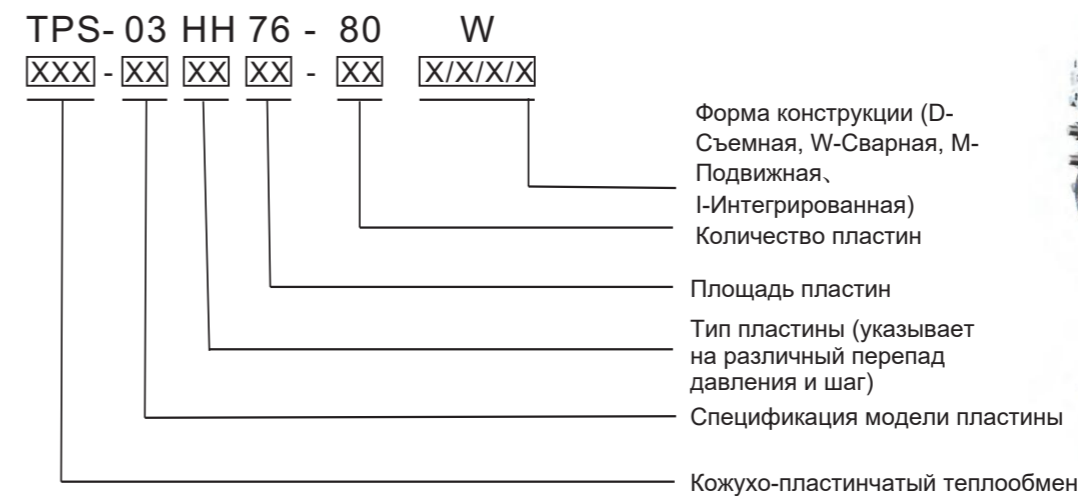 TPS- 03 HH 76 - 80 W
XXX - XX XX XX - XX X/X/X/X
Форма конструкции (D-
Съемная, W-Сварная, M-
Подвижная、
I-Интегрированная)
Количество пластин
Площадь пластин
Тип пластины (указывает
на различный перепад
давления и шаг)
Спецификация модели пластины
Кожухо-пластинчатый теплообмен